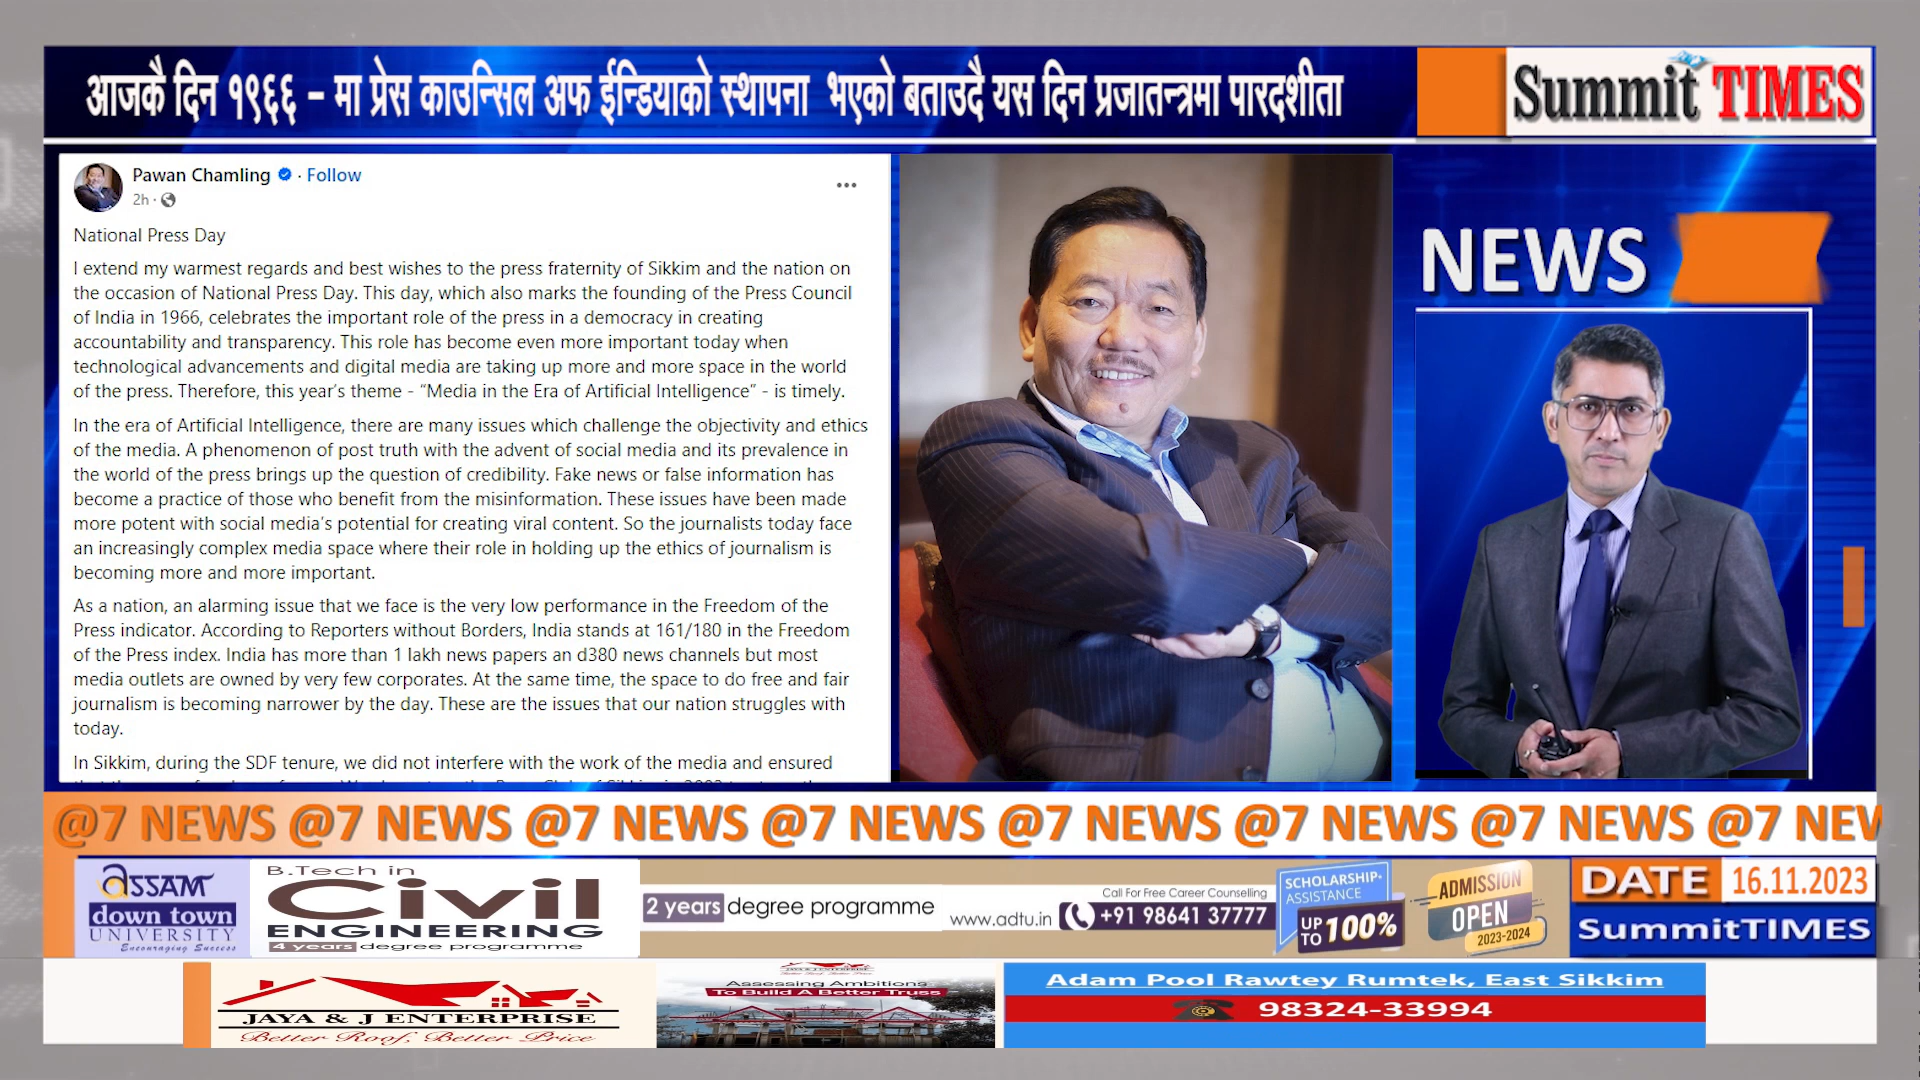 आजकै दिन १९६६ - मा प्रेस काउन्सिल अफ ईन्डियाको स्थापना भएको बताउदै यस दिन प्रजातन्त्रमा पारदर्शीता
Summit TIMES
Pawan Chamling · Follow
2h ·
National Press Day
I extend my warmest regards and best wishes to the press fraternity of Sikkim and the nation on
the occasion of National Press Day. This day, which also marks the founding of the Press Council
of India in 1966, celebrates the important role of the press in a democracy in creating
accountability and transparency. This role has become even more important today when
technological advancements and digital media are taking up more and more space in the world
of the press. Therefore, this year's theme - “Media in the Era of Artificial Intelligence” - is timely.
In the era of Artificial Intelligence, there are many issues which challenge the objectivity and ethics
of the media. A phenomenon of post truth with the advent of social media and its prevalence in
the world of the press brings up the question of credibility. Fake news or false information has
become a practice of those who benefit from the misinformation. These issues have been made
more potent with social media's potential for creating viral content. So the journalists today face
an increasingly complex media space where their role in holding up the ethics of journalism is
becoming more and more important.
As a nation, an alarming issue that we face is the very low performance in the Freedom of the
Press indicator. According to Reporters without Borders, India stands at 161/180 in the Freedom
of the Press index. India has more than 1 lakh news papers an d380 news channels but most
media outlets are owned by very few corporates. At the same time, the space to do free and fair
journalism is becoming narrower by the day. These are the issues that our nation struggles with
today.
In Sikkim, during the SDF tenure, we did not interfere with the work of the media and ensured
NEWS
@7 NEWS @7 NEWS @7 NEWS @7 NEWS @7 NEWS @7 NEWS @7 NEWS @7 NEW
assam
down town
UNIVERSITY
Encouraging Success
B.Tech in
Civil
ENGINEERING
4 years degree programme
2 years degree programme
www.adtu.in
Call For Free Career Counselling
+91 98641 37777
SCHOLARSHIP
ASSISTANCE
UP TO 100%
ADMISSION
OPEN
2023-2024
DATE 16.11.2023
SummitTIMES
JAYA & J ENTERPRISE
Better Roof, Better Price
JAYA & J ENTERPRISE
Assessing Ambitions
To Build A Better Truss
Adam Pool Rawtey Rumtek, East Sikkim
98324-33994